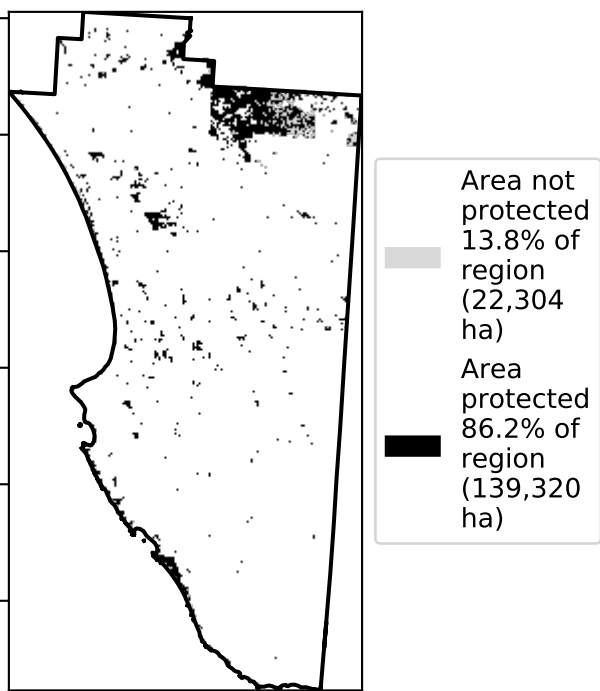 Area not
protected
13.8% of
region
(22,304
ha)
Area
protected
86.2% of
region
(139,320
ha)